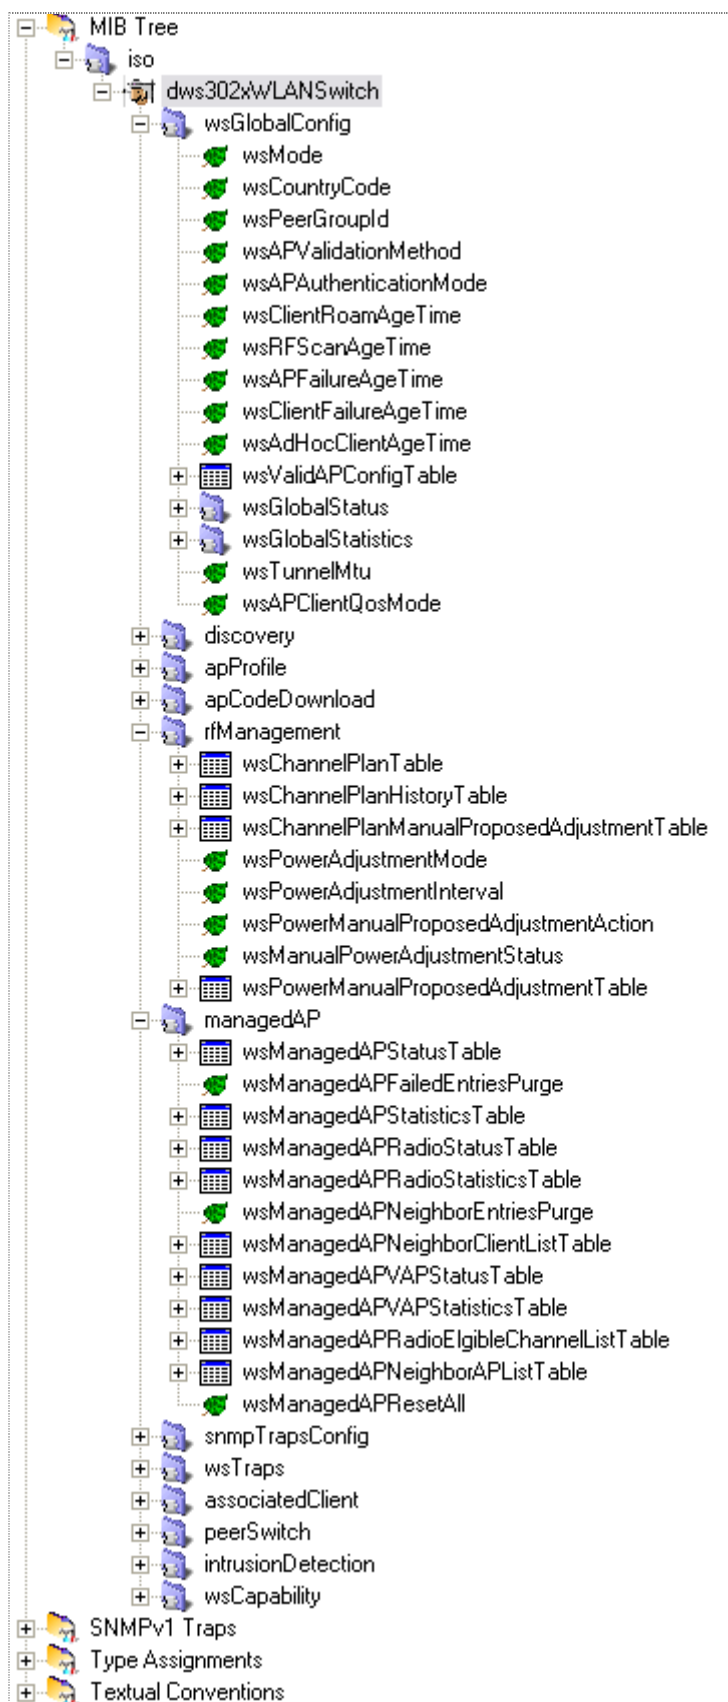 MIB Tree
iso
dws302xWLANSwitch
wsGlobalConfig
wsMode
wsCountryCode
wsPeerGroupId
wsAPValidationMethod
wsAPAuthenticationMode
wsClientRoamAgeTime
wsRFScanAgeTime
wsAPFailureAgeTime
wsClientFailureAgeTime
wsAdHocClientAgeTime
wsValidAPConfigTable
wsGlobalStatus
wsGlobalStatistics
wsTunnelMtu
wsAPClientQosMode
discovery
apProfile
apCodeDownload
rfManagement
wsChannelPlanTable
wsChannelPlanHistoryTable
wsChannelPlanManualProposedAdjustmentTable
wsPowerAdjustmentMode
wsPowerAdjustmentInterval
wsPowerManualProposedAdjustmentAction
wsManualPowerAdjustmentStatus
wsPowerManualProposedAdjustmentTable
managedAP
wsManagedAPStatusTable
wsManagedAPFailedEntriesPurge
wsManagedAPStatisticsTable
wsManagedAPRadioStatusTable
wsManagedAPRadioStatisticsTable
wsManagedAPNeighborEntriesPurge
wsManagedAPNeighborClientListTable
wsManagedAPVAPStatusTable
wsManagedAPVAPStatisticsTable
wsManagedAPRadioElgibleChannelListTable
wsManagedAPNeighborAPListTable
wsManagedAPResetAll
snmpTrapsConfig
wsTraps
associatedClient
peerSwitch
intrusionDetection
wsCapability
SNMPv1 Traps
Type Assignments
Textual Conventions